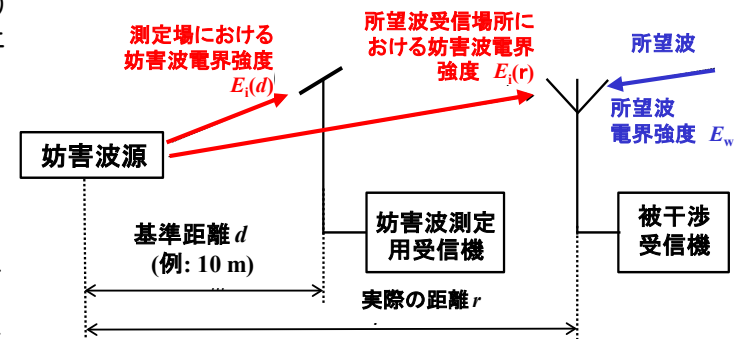 測定場における
妨害波電界強度
Ei(d)
所望波受信場所に
おける妨害波電界
強度 Ei(r)
所望波
所望波
電界強度 Ew
妨害波源
基準距離 d
(例: 10 m)
妨害波測定
用受信機
被干渉
受信機
実際の距離 r